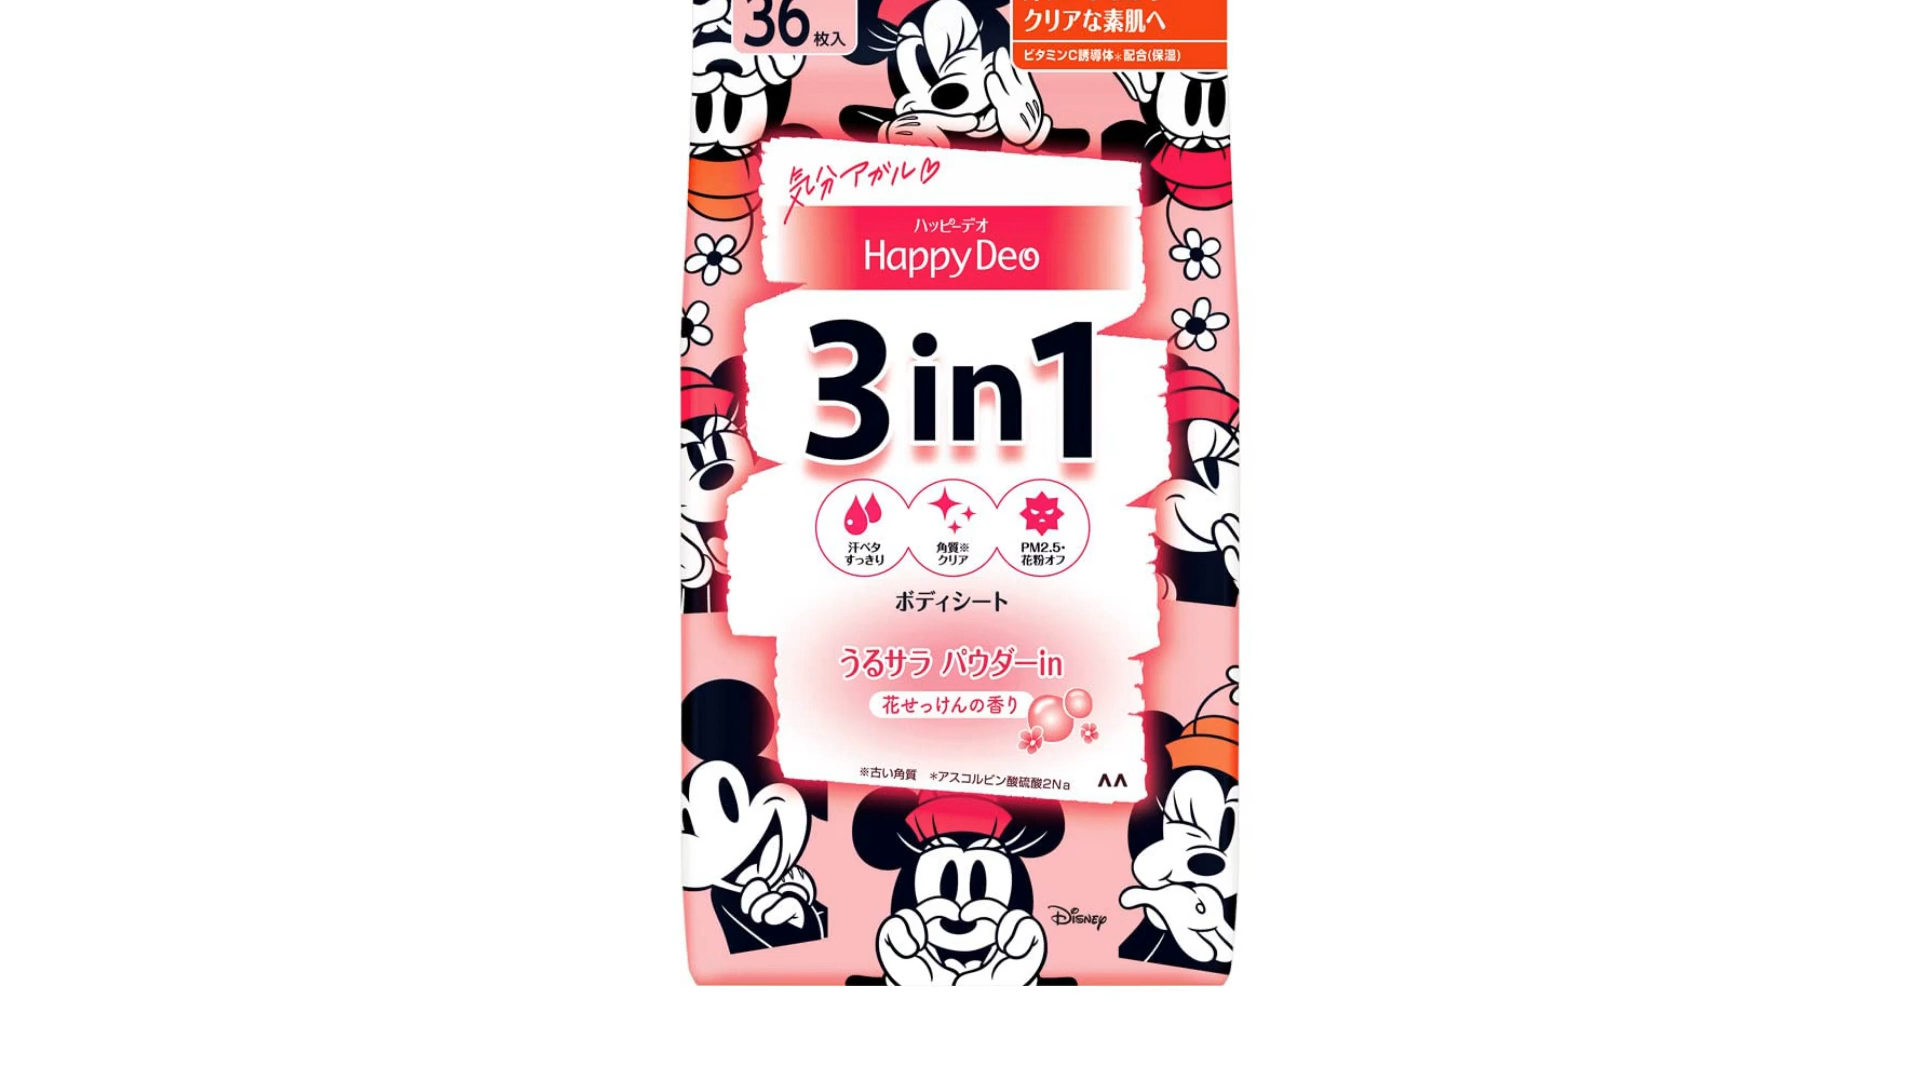 36枚入
クリアな素肌へ
ビタミンC誘導体＊配合(保湿)
気分アガル♡
ハッピーデオ
Happy Deo
3in1
汗ベタ
すっきり
角質※
クリア
PM2.5・
花粉オフ
ボディシート
うるサラ パウダーin
花せっけんの香り
※古い角質 ＊アスコルビン酸硫酸2Na
Disney